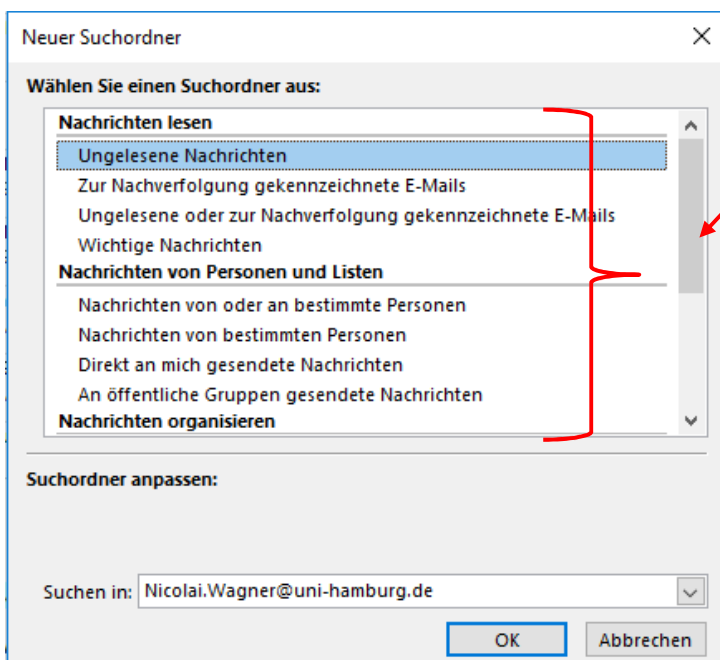 Neuer Suchordner
Wählen Sie einen Suchordner aus:
Nachrichten lesen
Ungelesene Nachrichten
Zur Nachverfolgung gekennzeichnete E-Mails
Ungelesene oder zur Nachverfolgung gekennzeichnete E-Mails
Wichtige Nachrichten
Nachrichten von Personen und Listen
Nachrichten von oder an bestimmte Personen
Nachrichten von bestimmten Personen
Direkt an mich gesendete Nachrichten
An öffentliche Gruppen gesendete Nachrichten
Nachrichten organisieren
Suchordner anpassen:
Suchen in: Nicolai.Wagner@uni-hamburg.de
OK Abbrechen